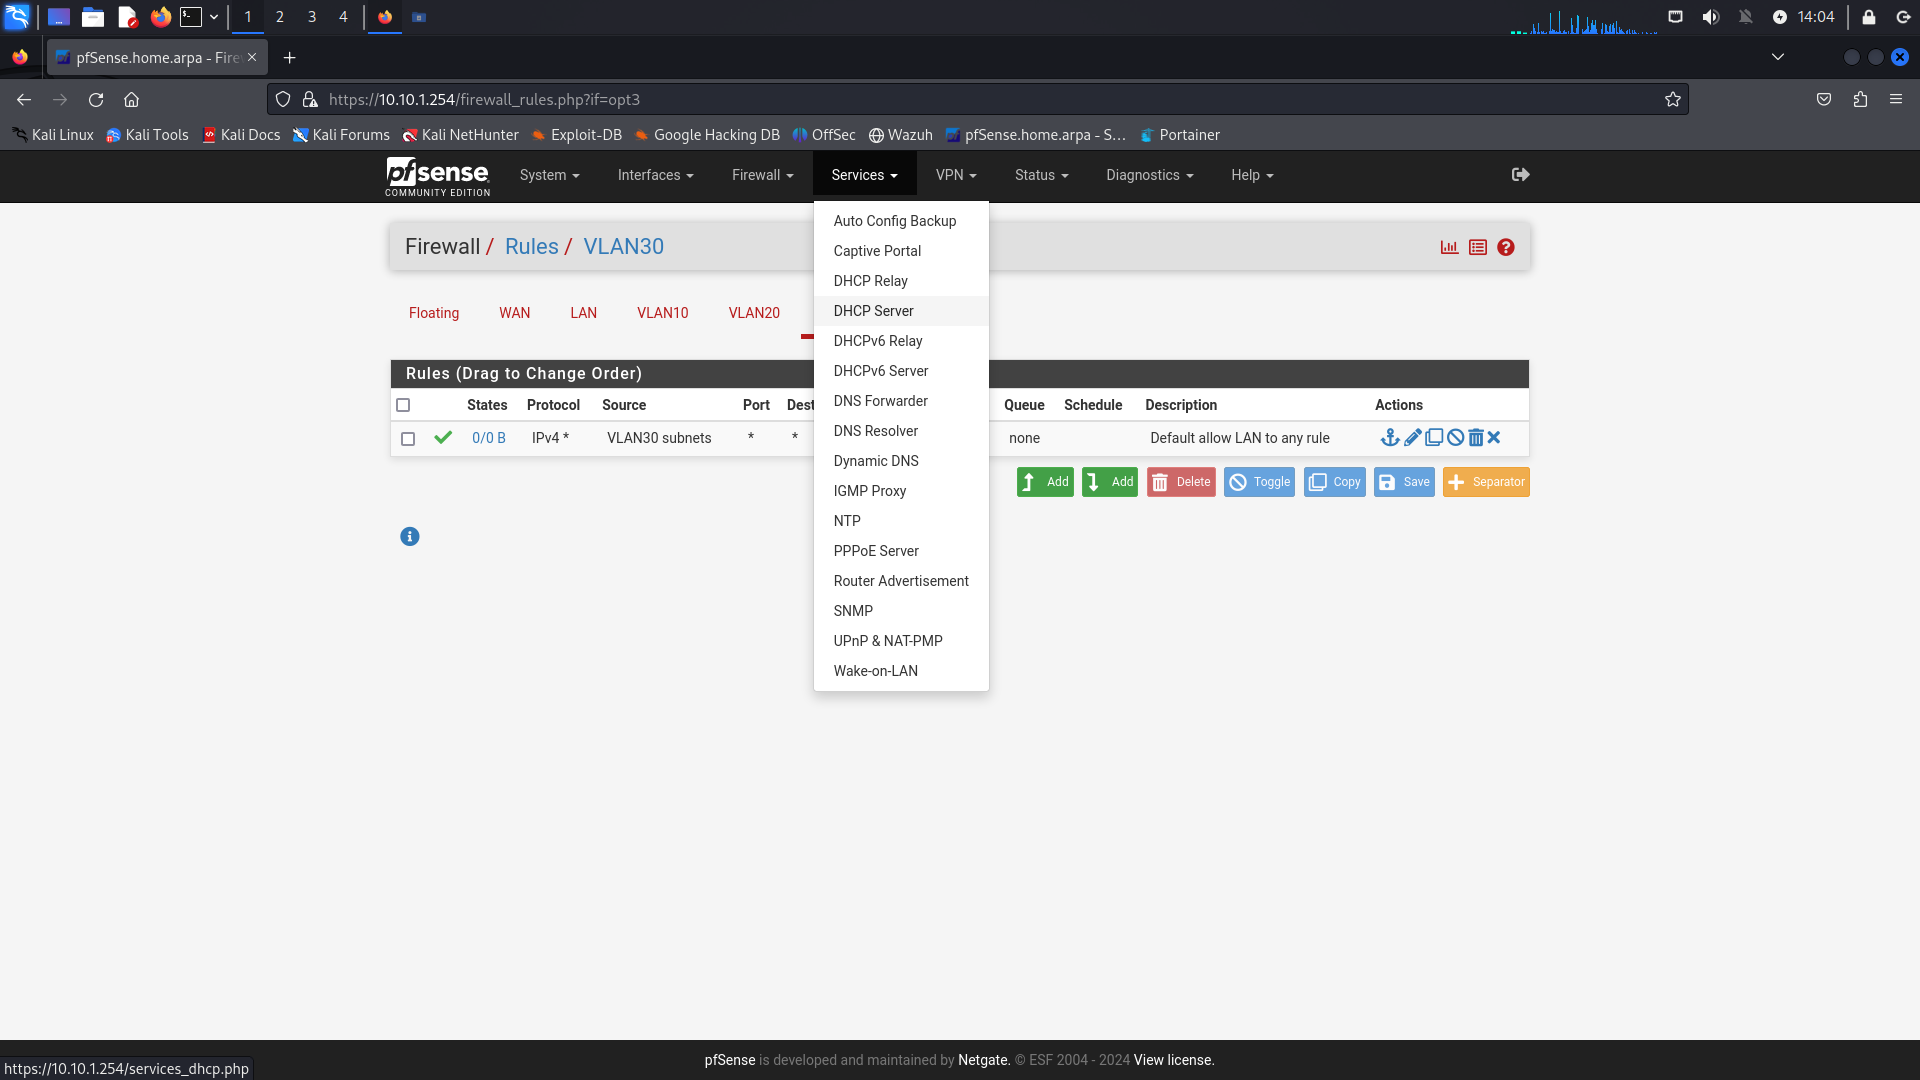 1 2 3 4 14:04
pfSense.home.arpa - Fire
https://10.10.1.254/firewall_rules.php?if=opt3
Kali Linux Kali Tools Kali Docs Kali Forums Kali NetHunter Exploit-DB Google Hacking DB OffSec Wazuh pfSense.home.arpa - S... Portainer
pfsense
COMMUNITY EDITION
System Interfaces Firewall Services VPN Status Diagnostics Help
Auto Config Backup
Captive Portal
DHCP Relay
DHCP Server
DHCPv6 Relay
DHCPv6 Server
DNS Forwarder
DNS Resolver
Dynamic DNS
IGMP Proxy
NTP
PPPoE Server
Router Advertisement
SNMP
UPnP & NAT-PMP
Wake-on-LAN
Firewall / Rules / VLAN30
Floating WAN LAN VLAN10 VLAN20
Rules (Drag to Change Order)
States Protocol Source Port Dest Queue Schedule Description Actions
0/0 B IPv4 * VLAN30 subnets * * none Default allow LAN to any rule
Add Add Delete Toggle Copy Save Separator
pfSense is developed and maintained by Netgate. © ESF 2004 - 2024 View license.
https://10.10.1.254/services_dhcp.php